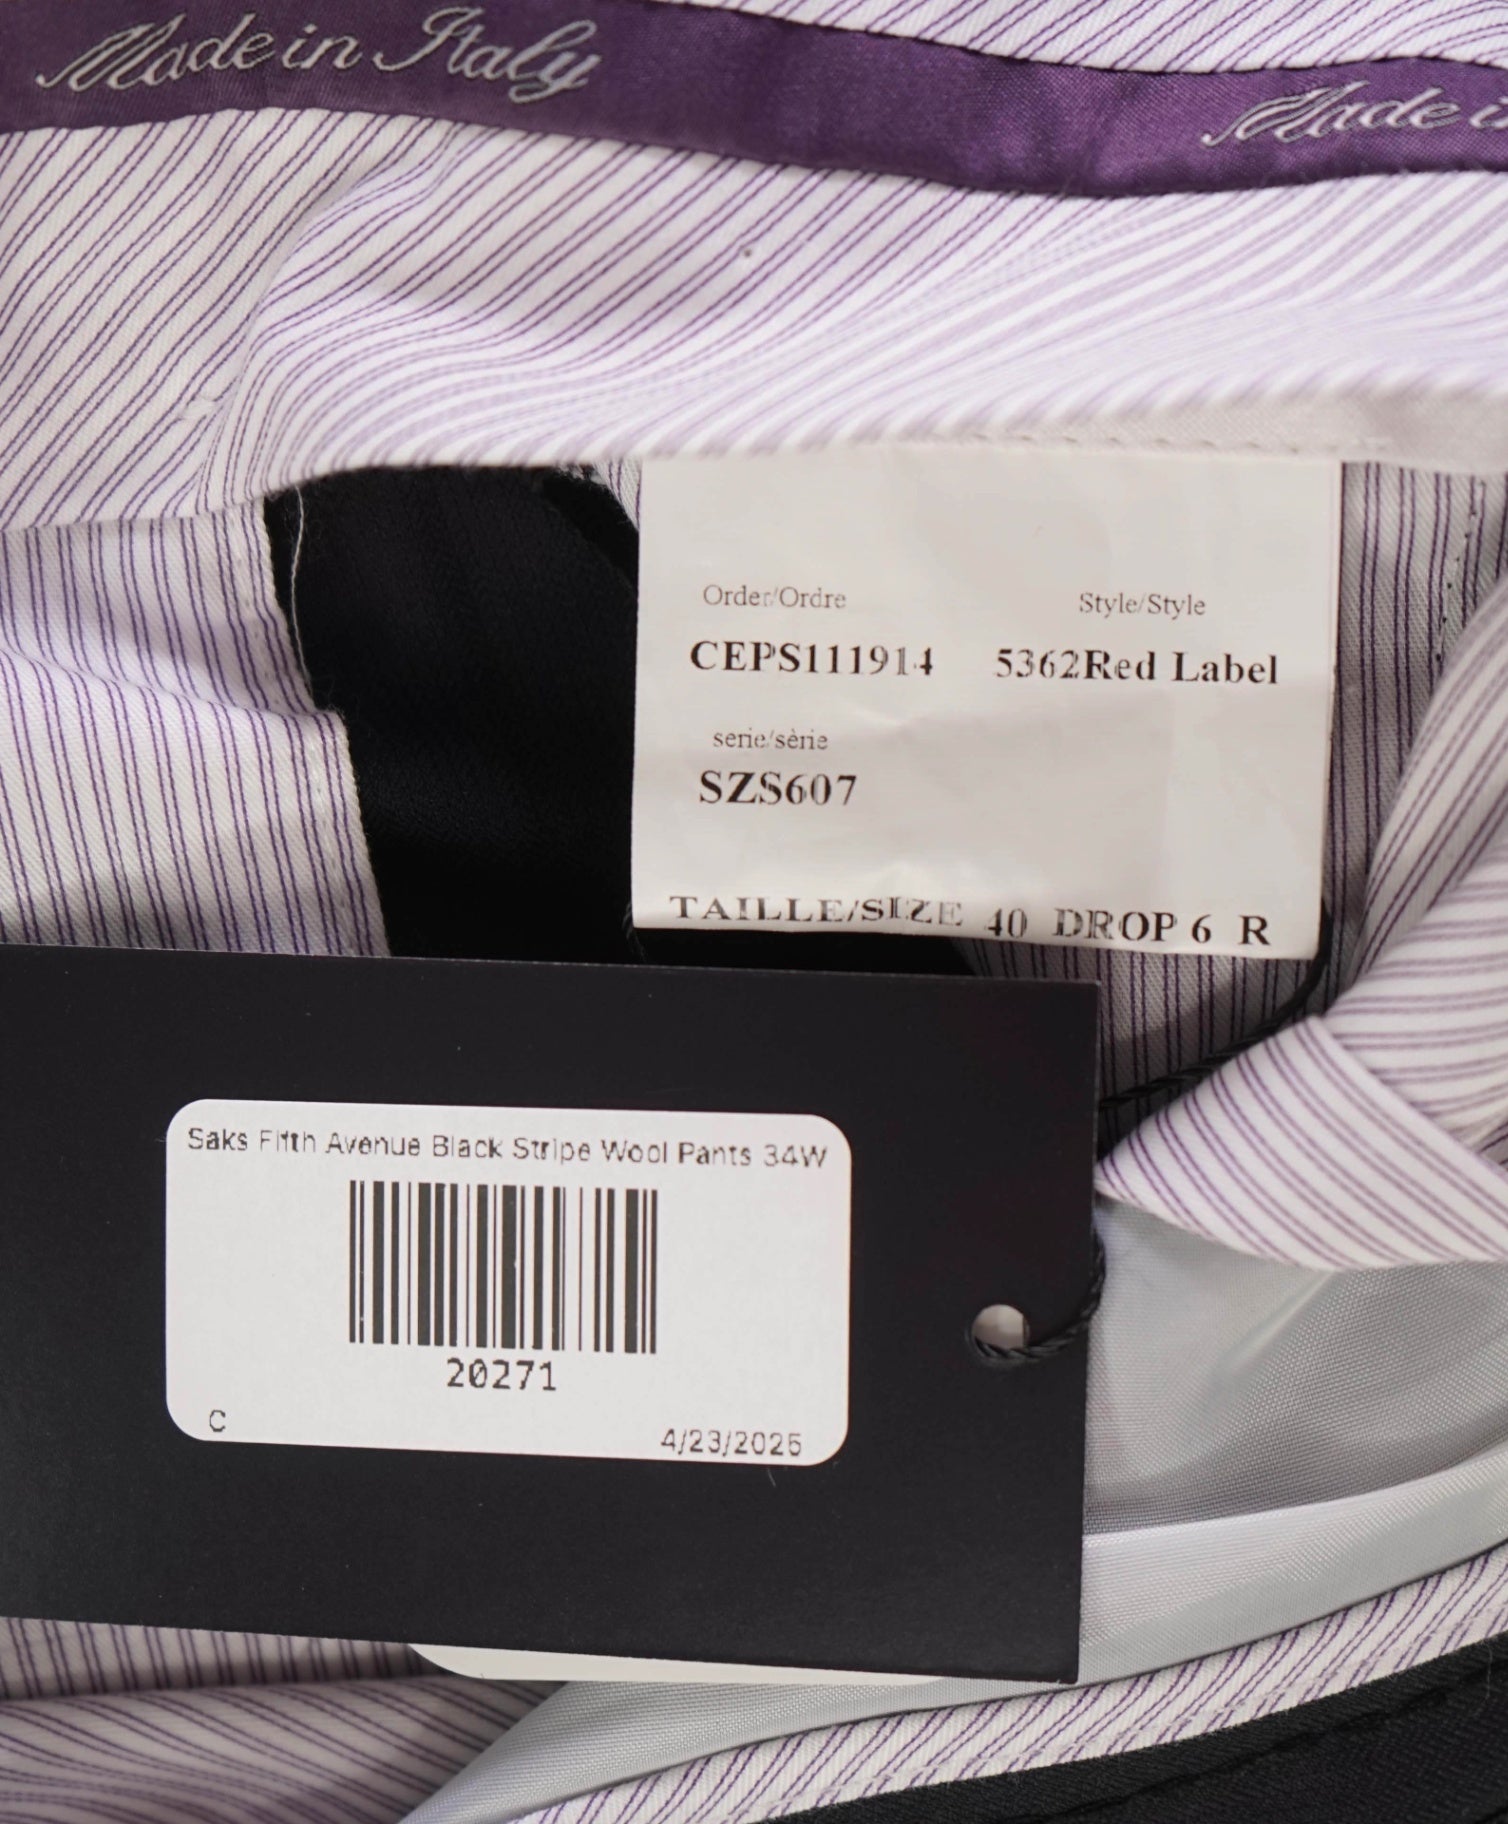 Made in Italy
Made
Order/Ordre Style/Style
CEPS111914 5362Red Label
serie/sèrie
SZS607
TAILLE/SIZE 40 DROP 6 R
Saks Fifth Avenue Black Stripe Wool Pants 34W
20271
C 4/23/2025